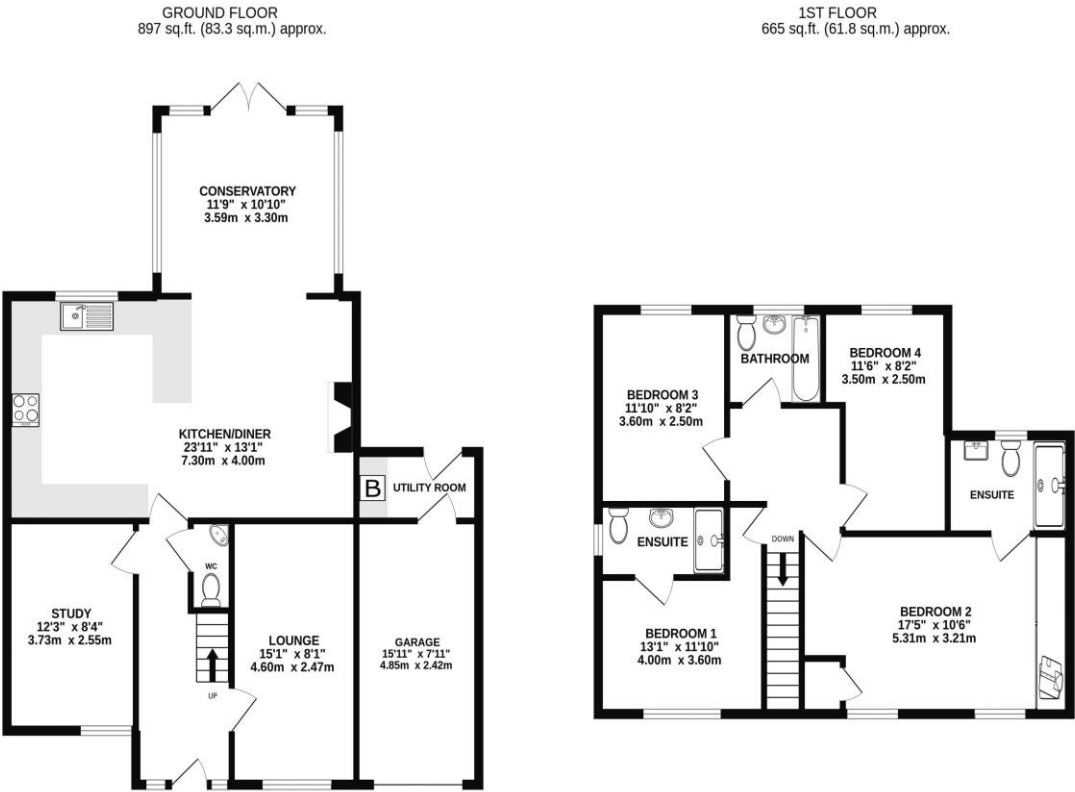 GROUND FLOOR
897 sq.ft. (83.3 sq.m.) approx.
CONSERVATORY
11'9" x 10'10"
3.59m x 3.30m
KITCHEN/DINER
23'11" x 13'1"
7.30m x 4.00m
B
UTILITY ROOM
WC
STUDY
12'3" x 8'4"
3.73m x 2.55m
LOUNGE
15'1" x 8'1"
4.60m x 2.47m
GARAGE
15'11" x 7'11"
4.85m x 2.42m
UP
1ST FLOOR
665 sq.ft. (61.8 sq.m.) approx.
BATHROOM
BEDROOM 4
11'6" x 8'2"
3.50m x 2.50m
BEDROOM 3
11'10" x 8'2"
3.60m x 2.50m
ENSUITE
ENSUITE
DOWN
BEDROOM 2
17'5" x 10'6"
5.31m x 3.21m
BEDROOM 1
13'1" x 11'10"
4.00m x 3.60m